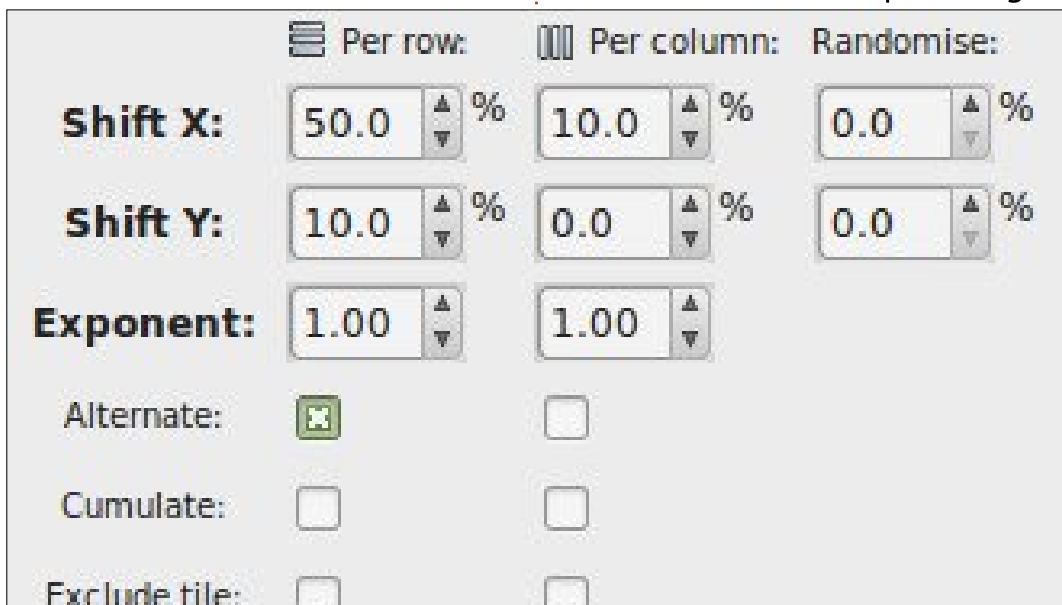 Per row: Per column: Randomise:
Shift X: 50.0 % 10.0 % 0.0 %
Shift Y: 10.0 % 0.0 % 0.0 %
Exponent: 1.00 1.00
Alternate:
Cumulate:
Exclude tile: